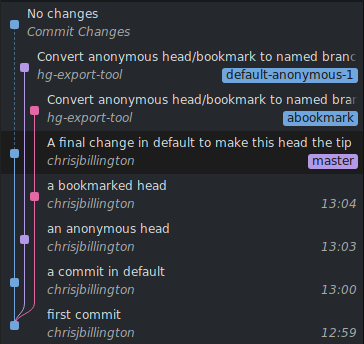 No changes
Commit Changes
Convert anonymous head/bookmark to named branc
hg-export-tool default-anonymous-1
Convert anonymous head/bookmark to named bran
hg-export-tool abookmark
A final change in default to make this head the tip
chrisjbillington master
a bookmarked head
chrisjbillington 13:04
an anonymous head
chrisjbillington 13:03
a commit in default
chrisjbillington 13:00
first commit
chrisjbillington 12:59